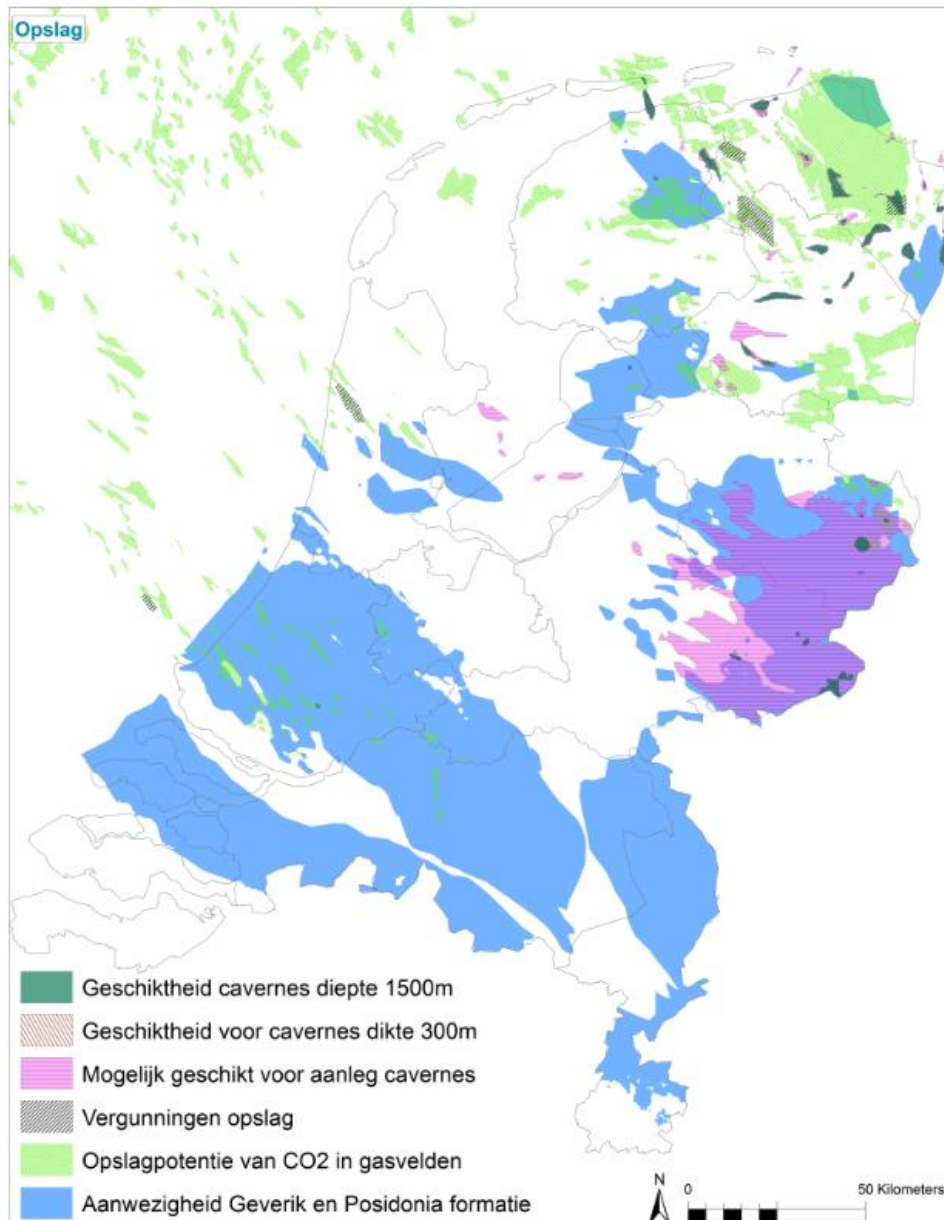 Opslag
Geschiktheid cavernes diepte 1500m
Geschiktheid voor cavernes dikte 300m
Mogelijk geschikt voor aanleg cavernes
Vergunningen opslag
Opslagpotentie van CO2 in gasvelden
Aanwezigheid Geverik en Posidonia formatie
N
0 50 Kilometers